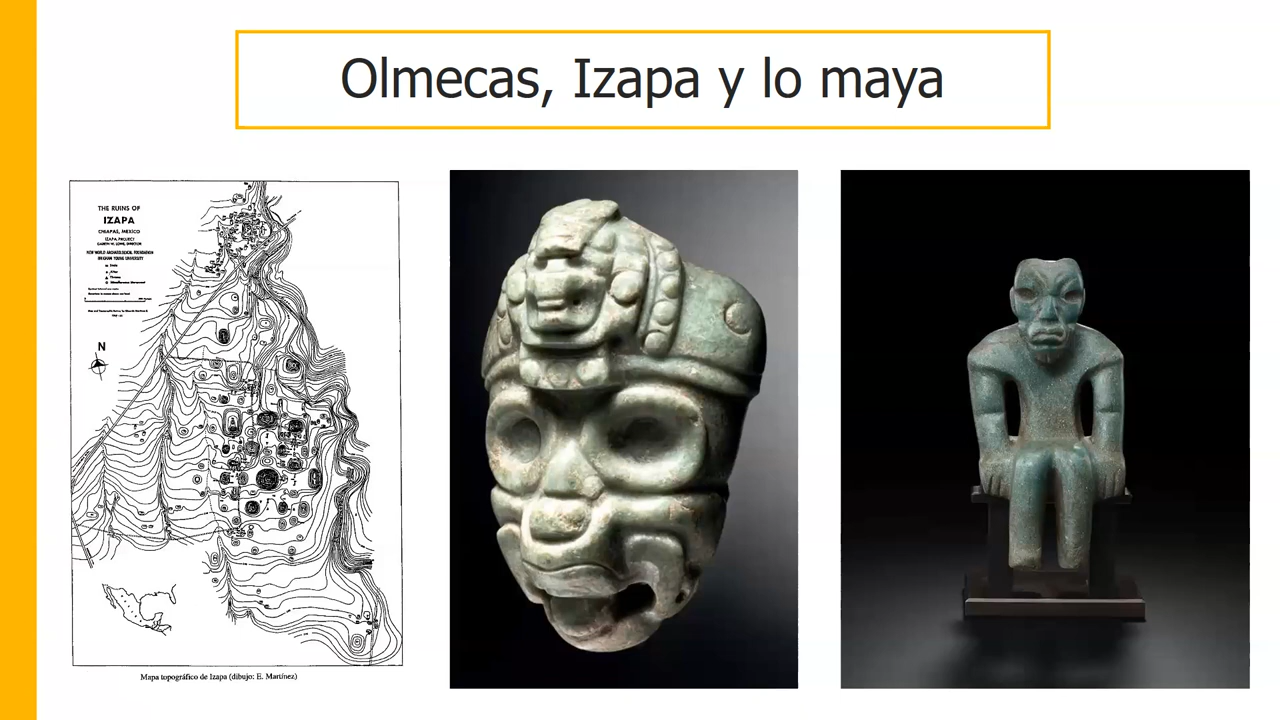 Olmecas, Izapa y lo maya
THE RUINS OF
IZAPA
CHIAPAS, MEXICO
IZAPA PROJECT
GARETH W. LOWE, DIRECTOR
NEW WORLD ARCHAEOLOGICAL FOUNDATION
BRIGHAM YOUNG UNIVERSITY
N
Mapa topográfico de Izapa (dibujo: E. Martínez)